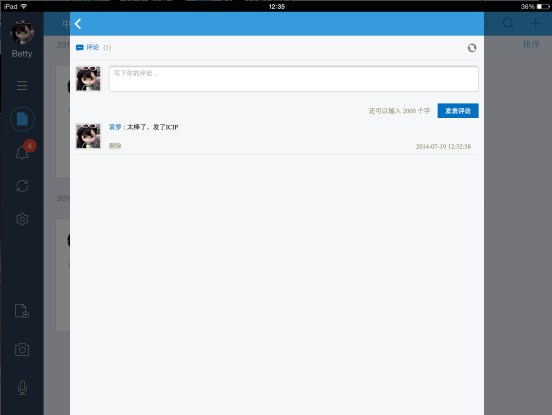 iPad 12:35 36%
中
评论 (1)
排序
201
Betty
写下你的评论...
还可以输入 2000 个字 发表评论
袁梦 : 太棒了，发了ICIP
4
删除 2014-07-19 12:32:38
201